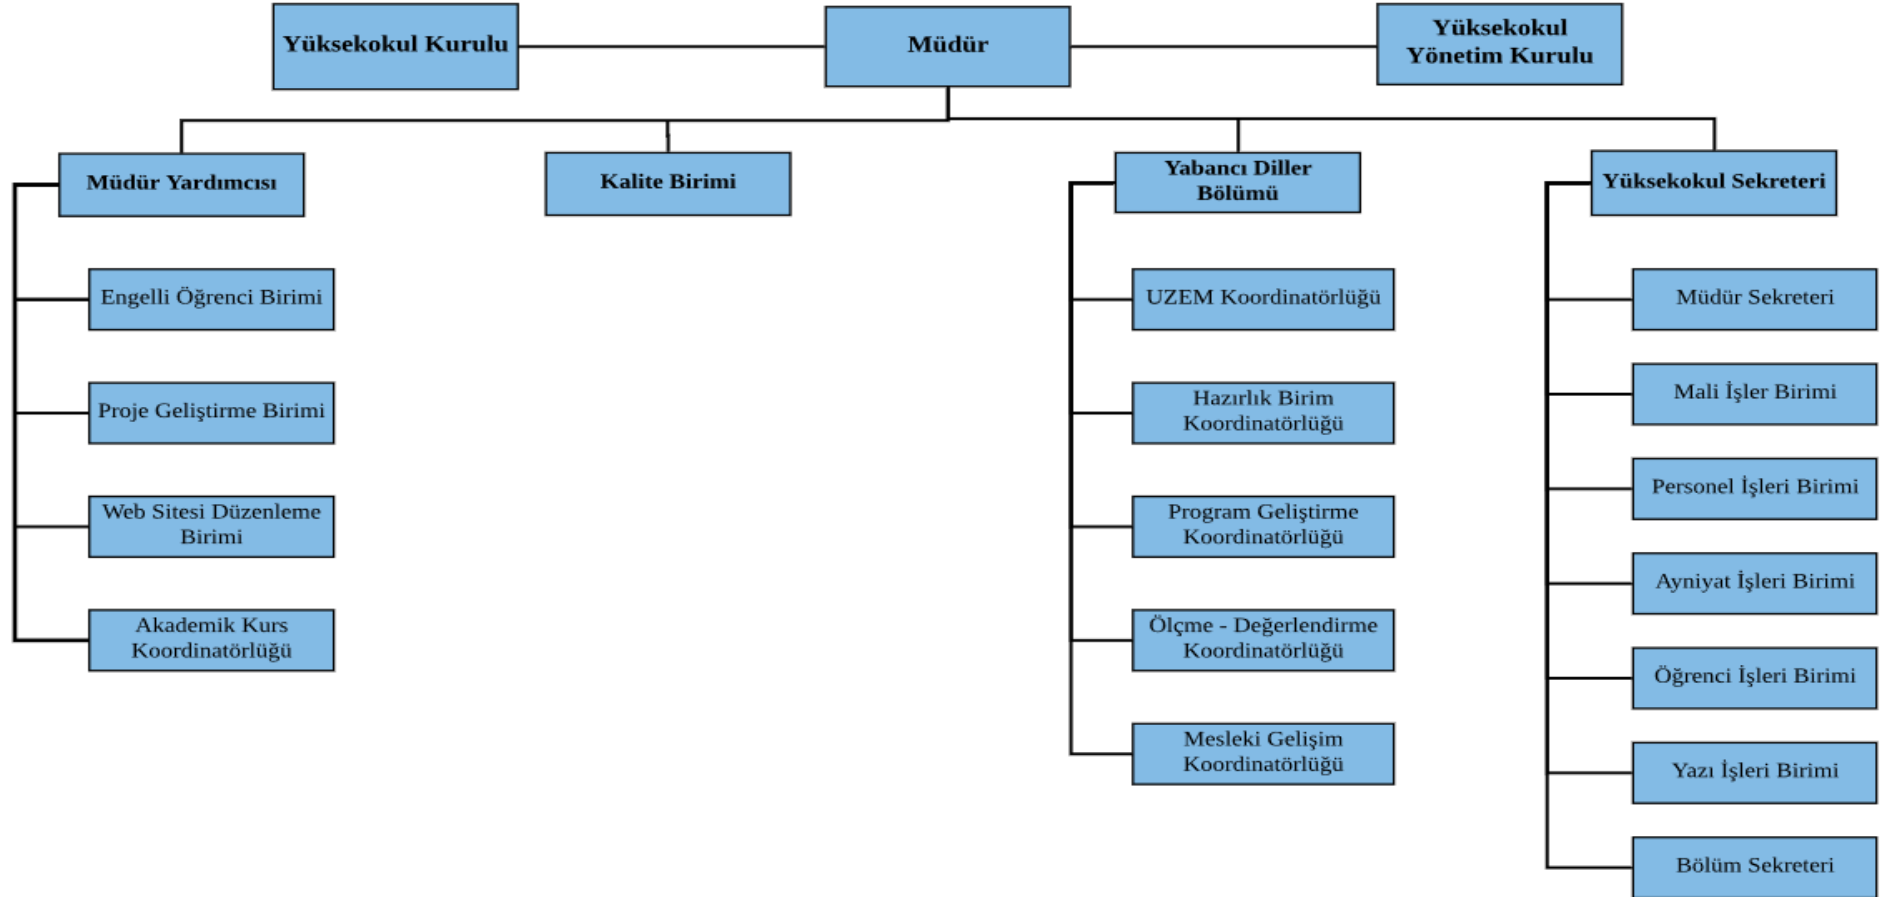 Yüksekokul Kurulu
Müdür
Yüksekokul
Yönetim Kurulu
Müdür Yardımcısı
Kalite Birimi
Yabancı Diller
Bölümü
Yüksekokul Sekreteri
Engelli Öğrenci Birimi
Proje Geliştirme Birimi
Web Sitesi Düzenleme
Birimi
Akademik Kurs
Koordinatörlüğü
UZEM Koordinatörlüğü
Hazırlık Birim
Koordinatörlüğü
Program Geliştirme
Koordinatörlüğü
Ölçme - Değerlendirme
Koordinatörlüğü
Mesleki Gelişim
Koordinatörlüğü
Müdür Sekreteri
Mali İşler Birimi
Personel İşleri Birimi
Ayniyat İşleri Birimi
Öğrenci İşleri Birimi
Yazı İşleri Birimi
Bölüm Sekreteri